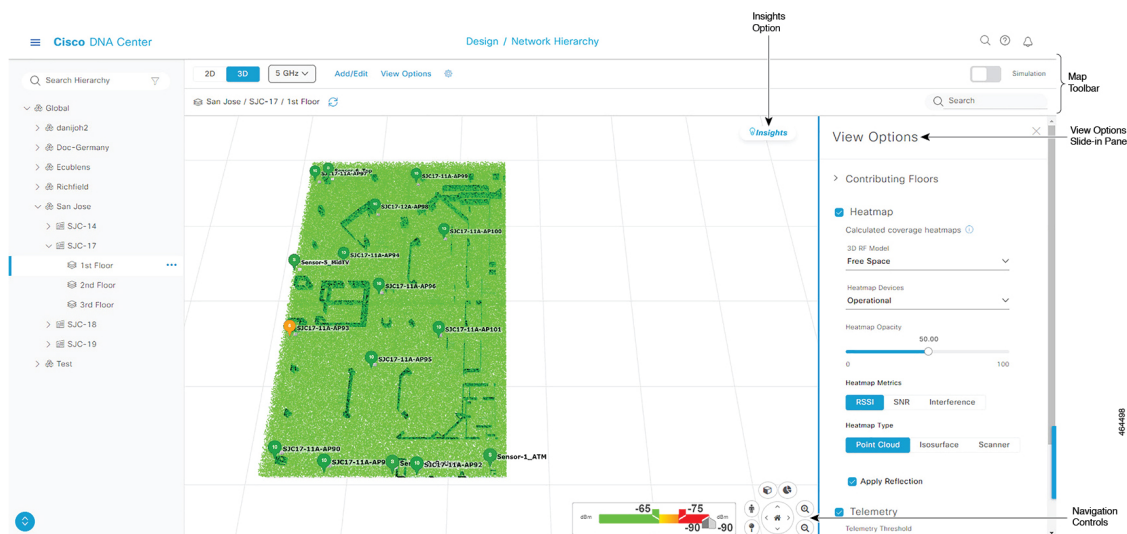 Insights
Option
Cisco DNA Center
Design / Network Hierarchy
Search Hierarchy
2D
3D
5 GHz
Add/Edit
View Options
Simulation
Map
Toolbar
San Jose / SJC-17 / 1st Floor
Search
Global
danijoh2
Doc-Germany
Ecublens
Richfield
San Jose
SJC-14
SJC-17
1st Floor
2nd Floor
3rd Floor
SJC-18
SJC-19
Test
Insights
View Options
View Options
Slide-in Pane
SJC17-11A-AP99
SJC17-12A-AP98
SJC17-11A-AP100
SJC17-11A-AP94
Sensor-5_MidTV
SJC17-11A-AP96
SJC17-11A-AP93
SJC17-11A-AP101
SJC17-11A-AP95
SJC17-11A-AP90
SJC17-11A-AP9
SJC17-11A-AP92
Sensor-1_ATM
Contributing Floors
Heatmap
Calculated coverage heatmaps
3D RF Model
Free Space
Heatmap Devices
Operational
Heatmap Opacity
50.00
0
100
Heatmap Metrics
RSSI
SNR
Interference
Heatmap Type
Point Cloud
Isosurface
Scanner
Apply Reflection
Telemetry
Telemetry Threshold
-65
-75
dBm
dBm
-90
-90
Navigation
Controls
464498